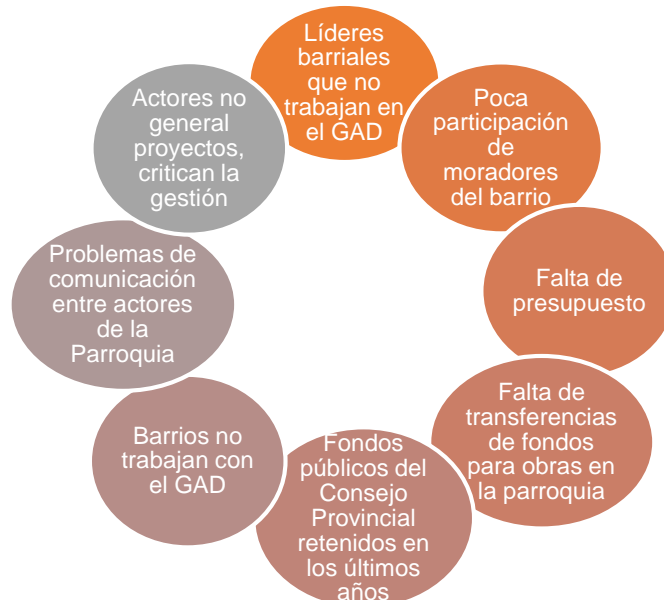 Líderes
barriales
que no
trabajan en
el GAD
Poca
participación
de
moradores
del barrio
Falta de
presupuesto
Falta de
transferencias
de fondos
para obras en
la parroquia
Fondos
públicos del
Consejo
Provincial
retenidos en
los últimos
años
Barrios no
trabajan con
el GAD
Problemas de
comunicación
entre actores
de la
Parroquia
Actores no
general
proyectos,
critican la
gestión